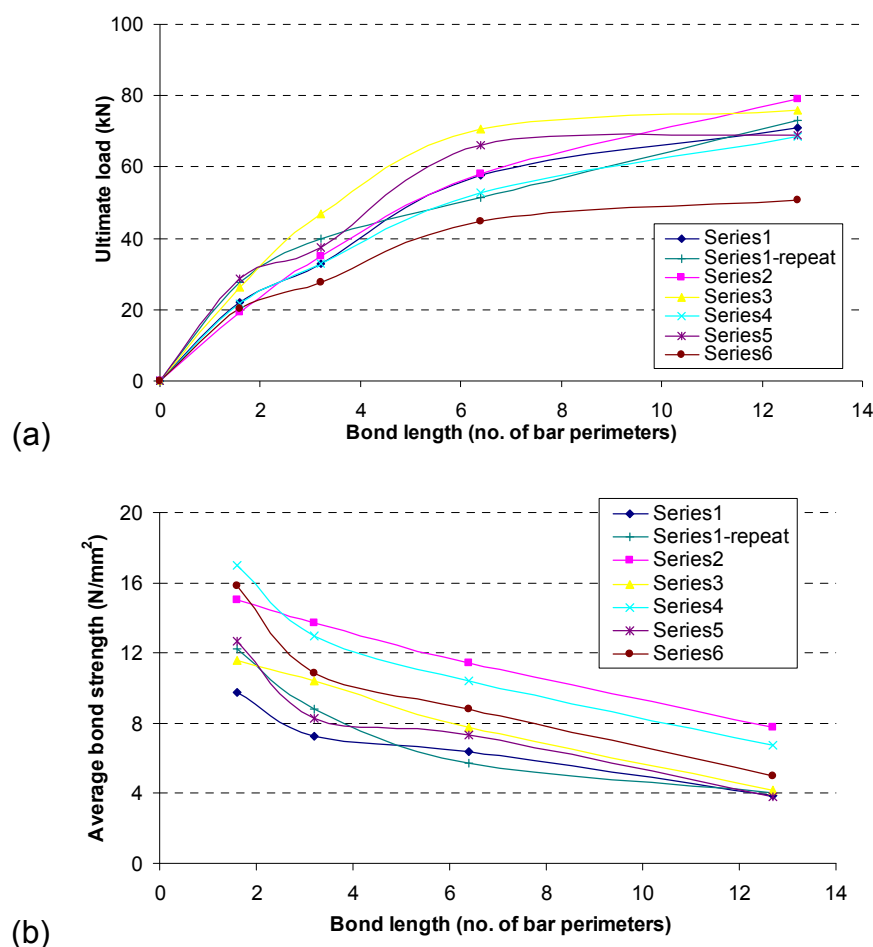 100
80
60
40
20
0
Ultimate load (kN)
0 2 4 6 8 10 12 14
Bond length (no. of bar perimeters)
Series1
Series1-repeat
Series2
Series3
Series4
Series5
Series6
(a)
20
16
12
8
4
0
Average bond strength (N/mm²)
0 2 4 6 8 10 12 14
Bond length (no. of bar perimeters)
Series1
Series1-repeat
Series2
Series3
Series4
Series5
Series6
(b)